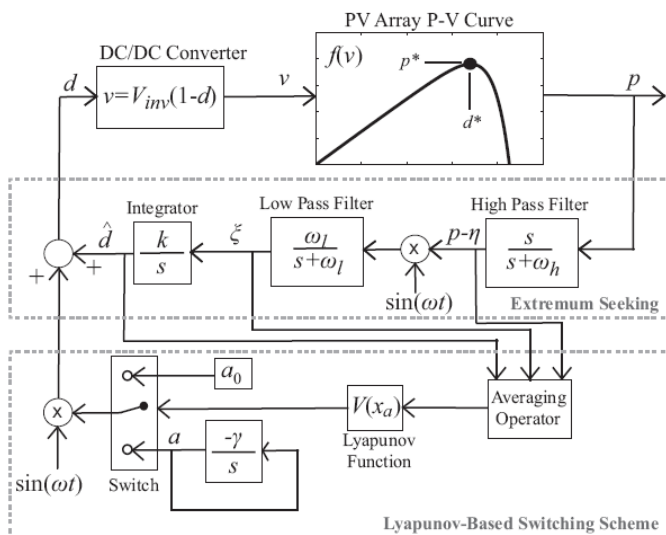 PV Array P-V Curve
DC/DC Converter
d
v=V_inv(1-d)
v
f(v)
p*
d*
p
Integrator
Low Pass Filter
High Pass Filter
d̂
k/s
ξ
ω_l/(s+ω_l)
x
p-η
s/(s+ω_h)
+
+
sin(ωt)
Extremum Seeking
a_0
x
V(x_a)
Averaging
Operator
a
-γ/s
Lyapunov
Function
sin(ωt)
Switch
Lyapunov-Based Switching Scheme